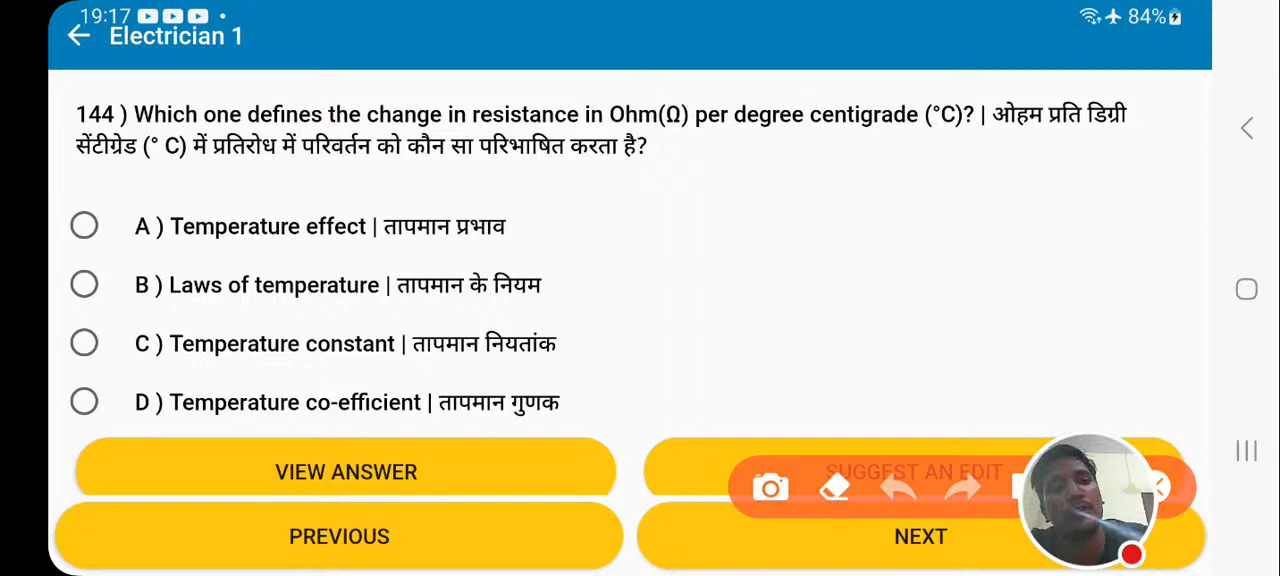 19:17 84%
Electrician 1
144 ) Which one defines the change in resistance in Ohm(Ω) per degree centigrade (°C)? | ओहम प्रति डिग्री
सेंटीग्रेड (° C) में प्रतिरोध में परिवर्तन को कौन सा परिभाषित करता है?
A ) Temperature effect | तापमान प्रभाव
B ) Laws of temperature | तापमान के नियम
C ) Temperature constant | तापमान नियतांक
D ) Temperature co-efficient | तापमान गुणक
VIEW ANSWER SUGGEST AN EDIT
PREVIOUS NEXT